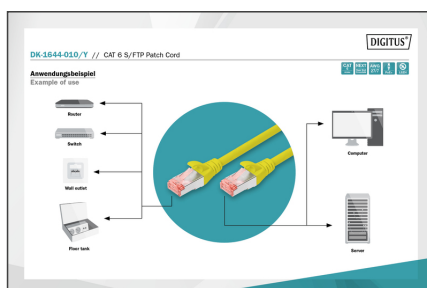 DIGITUS®
DK-1644-010/Y // CAT 6 S/FTP Patch Cord
Anwendungsbeispiel
Example of use
Router
Switch
Wall outlet
Floor tank
Computer
Server